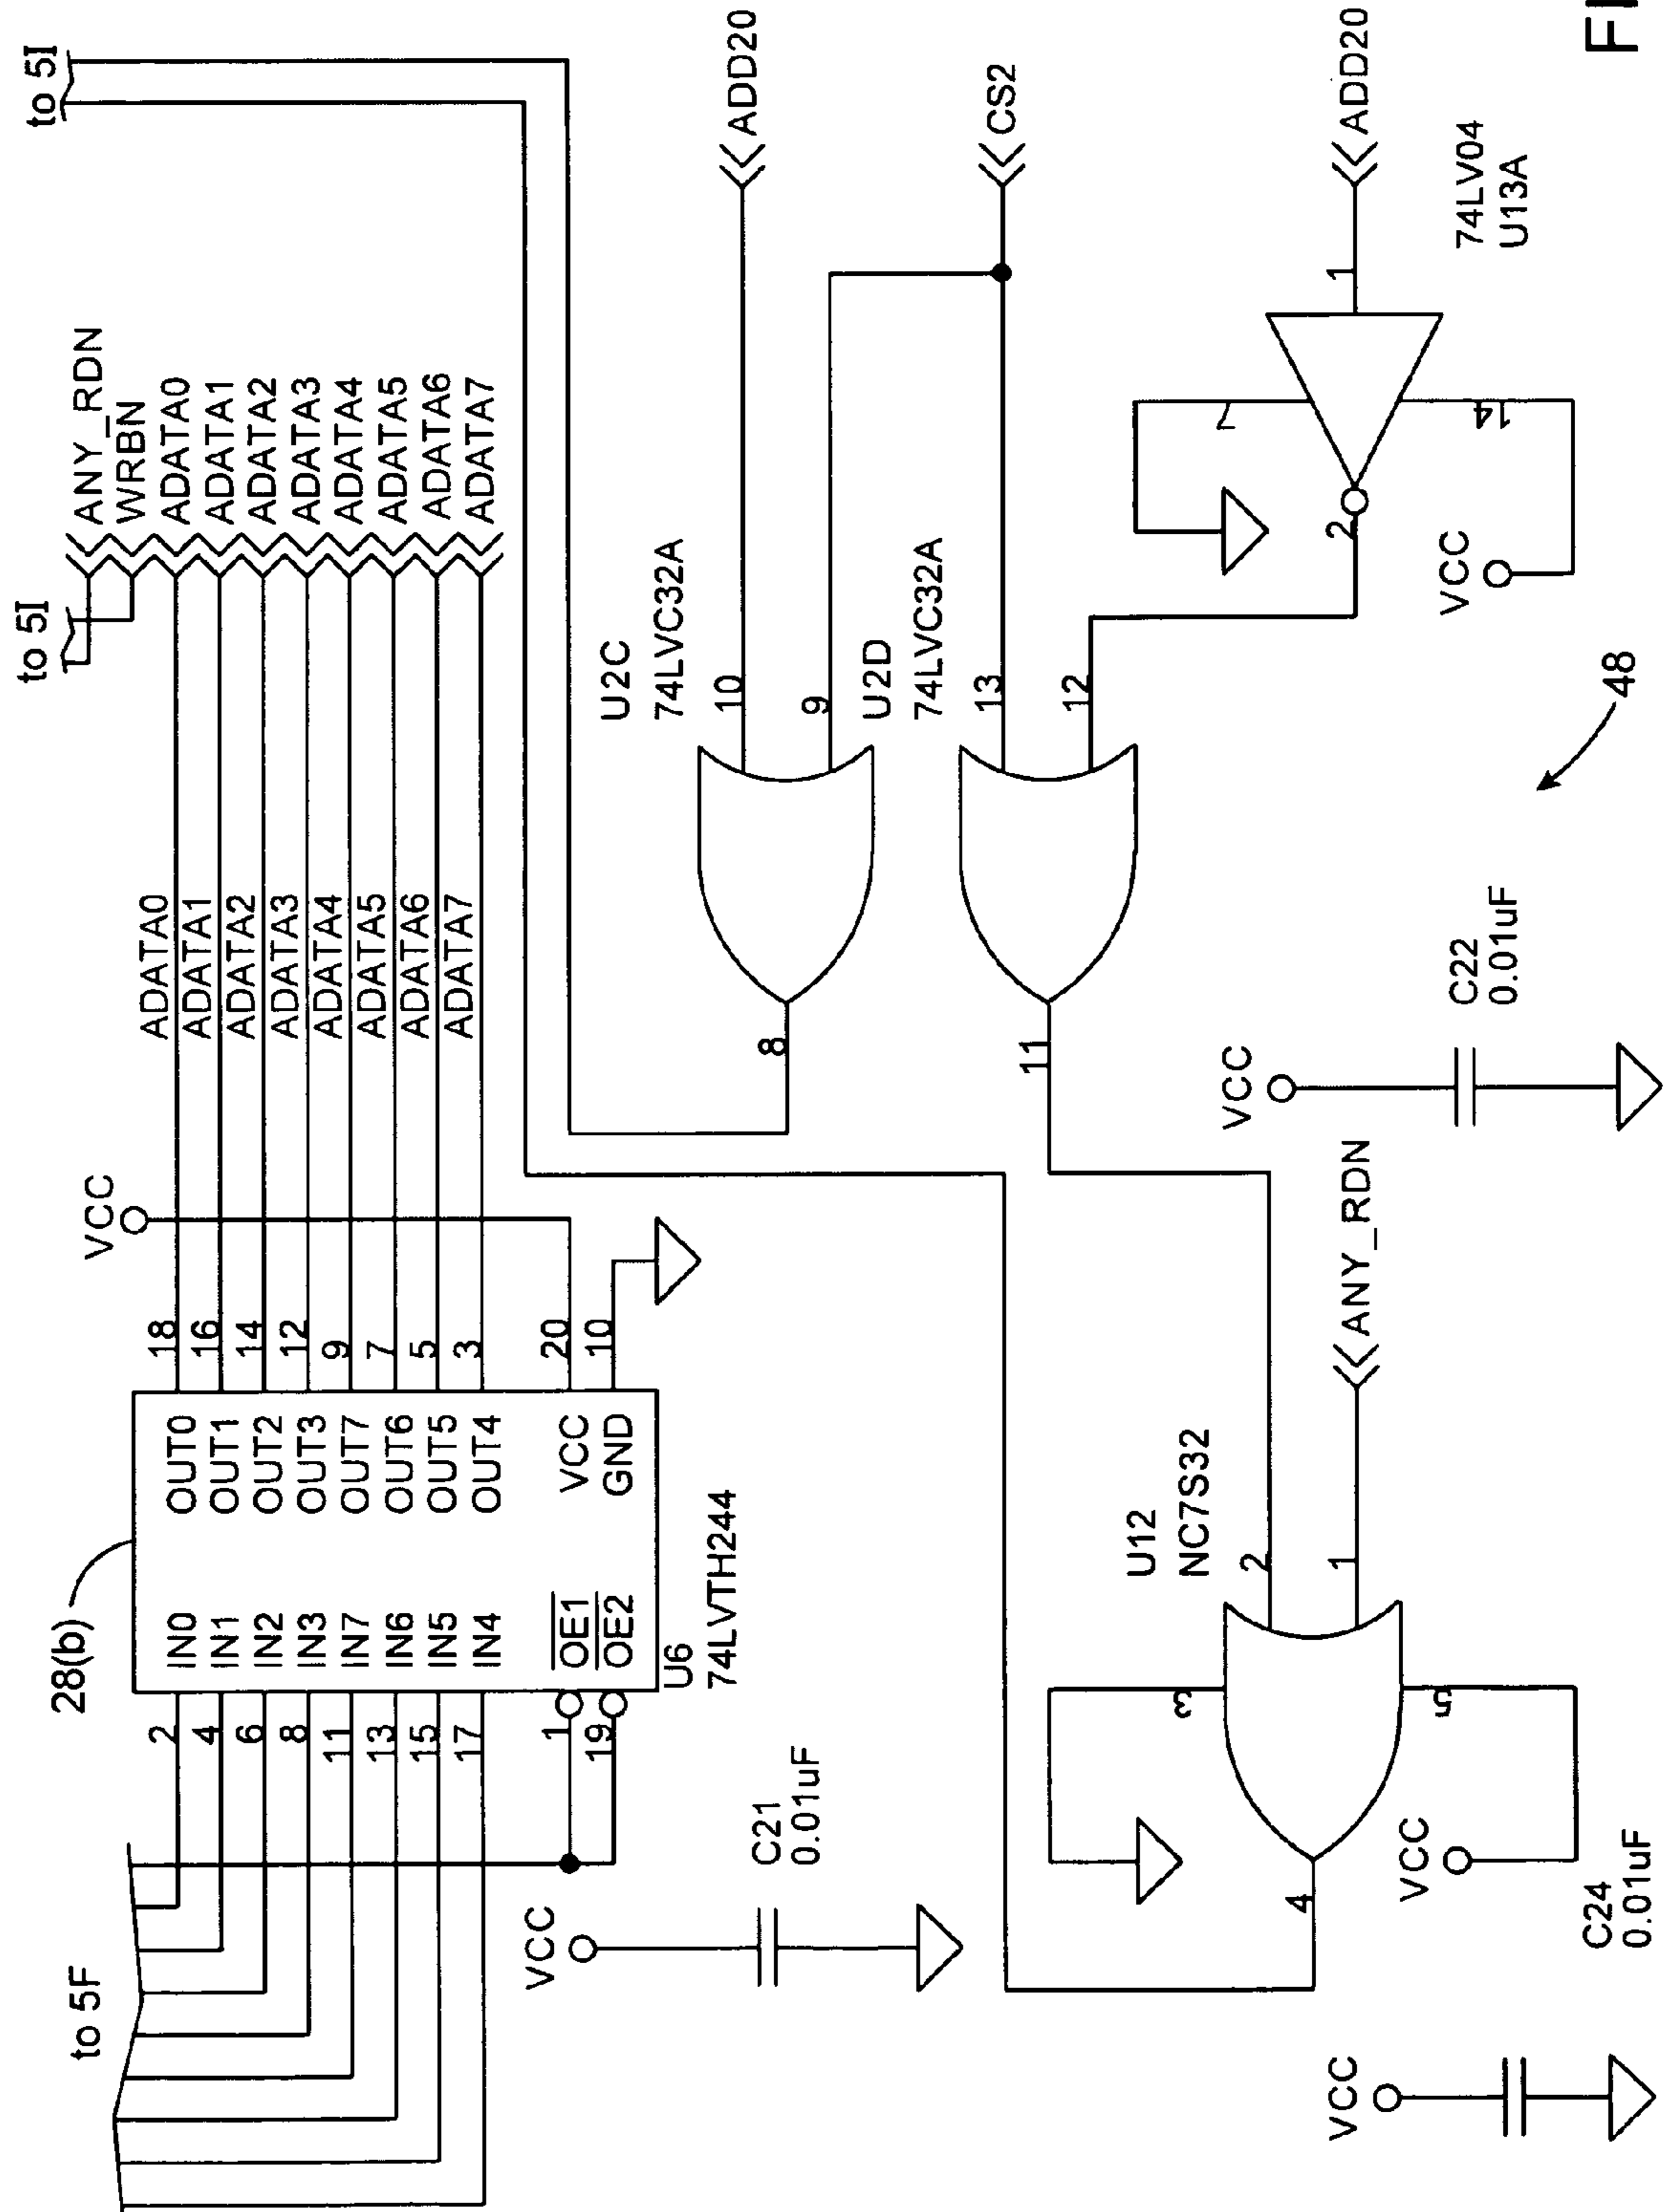 to 5I
to 5I
ANY_RDN
WRBN
ADATA0
ADATA1
ADATA2
ADATA3
ADATA4
ADATA5
ADATA6
ADATA7
ADATA0
ADATA1
ADATA2
ADATA3
ADATA4
ADATA5
ADATA6
ADATA7
VCC
28(b)
to 5F
2
4
6
8
11
13
15
17
1
19
IN0
IN1
IN2
IN3
IN7
IN6
IN5
IN4
OE1
OE2
OUT0
OUT1
OUT2
OUT3
OUT7
OUT6
OUT5
OUT4
VCC
GND
18
16
14
12
9
7
5
3
20
10
U6
74LVTH244
VCC
C21
0.01uF
U2C
74LVC32A
10
9
8
ADD20
U2D
74LVC32A
13
12
11
CS2
ADD20
1
2
7
14
74LV04
U13A
VCC
U12
NC7S32
2
1
3
5
4
ANY_RDN
VCC
VCC
C22
0.01uF
VCC
C24
0.01uF
48